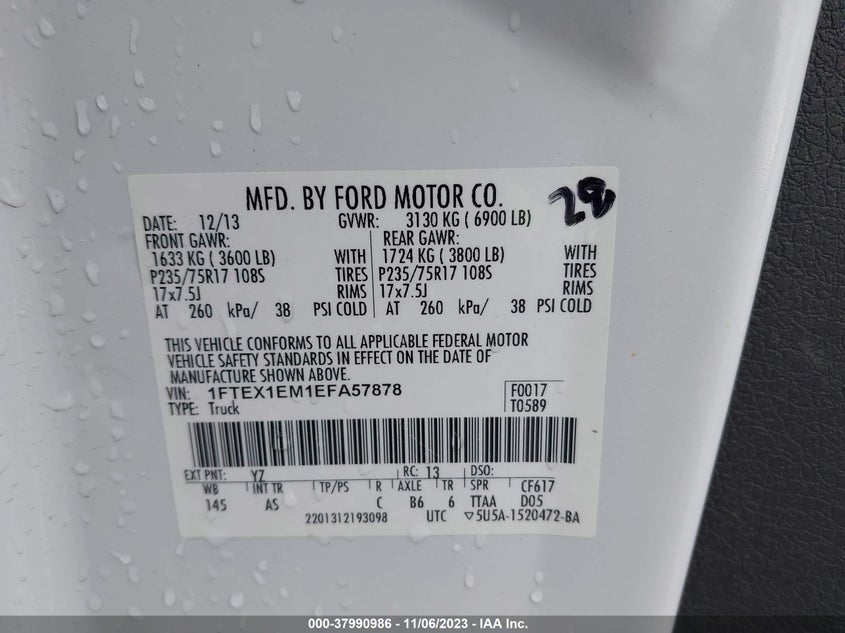 MFD. BY FORD MOTOR CO.
28
DATE: 12/13 GVWR: 3130 KG ( 6900 LB)
FRONT GAWR: REAR GAWR:
1633 KG ( 3600 LB) WITH 1724 KG ( 3800 LB) WITH
P235/75R17 108S TIRES P235/75R17 108S TIRES
17x7.5J RIMS 17x7.5J RIMS
AT 260 kPa/ 38 PSI COLD AT 260 kPa/ 38 PSI COLD
THIS VEHICLE CONFORMS TO ALL APPLICABLE FEDERAL MOTOR
VEHICLE SAFETY STANDARDS IN EFFECT ON THE DATE OF
MANUFACTURE SHOWN ABOVE.
VIN: 1FTEX1EM1EFA57878 F0017
TYPE: Truck T0589
EXT PNT: YZ RC: 13 DSO:
WB INT TR TP/PS R AXLE TR SPR CF617
145 AS C B6 6 TTAA D05
2201312193098 UTC ▽5U5A-1520472-BA
000-37990986 - 11/06/2023 - IAA Inc.